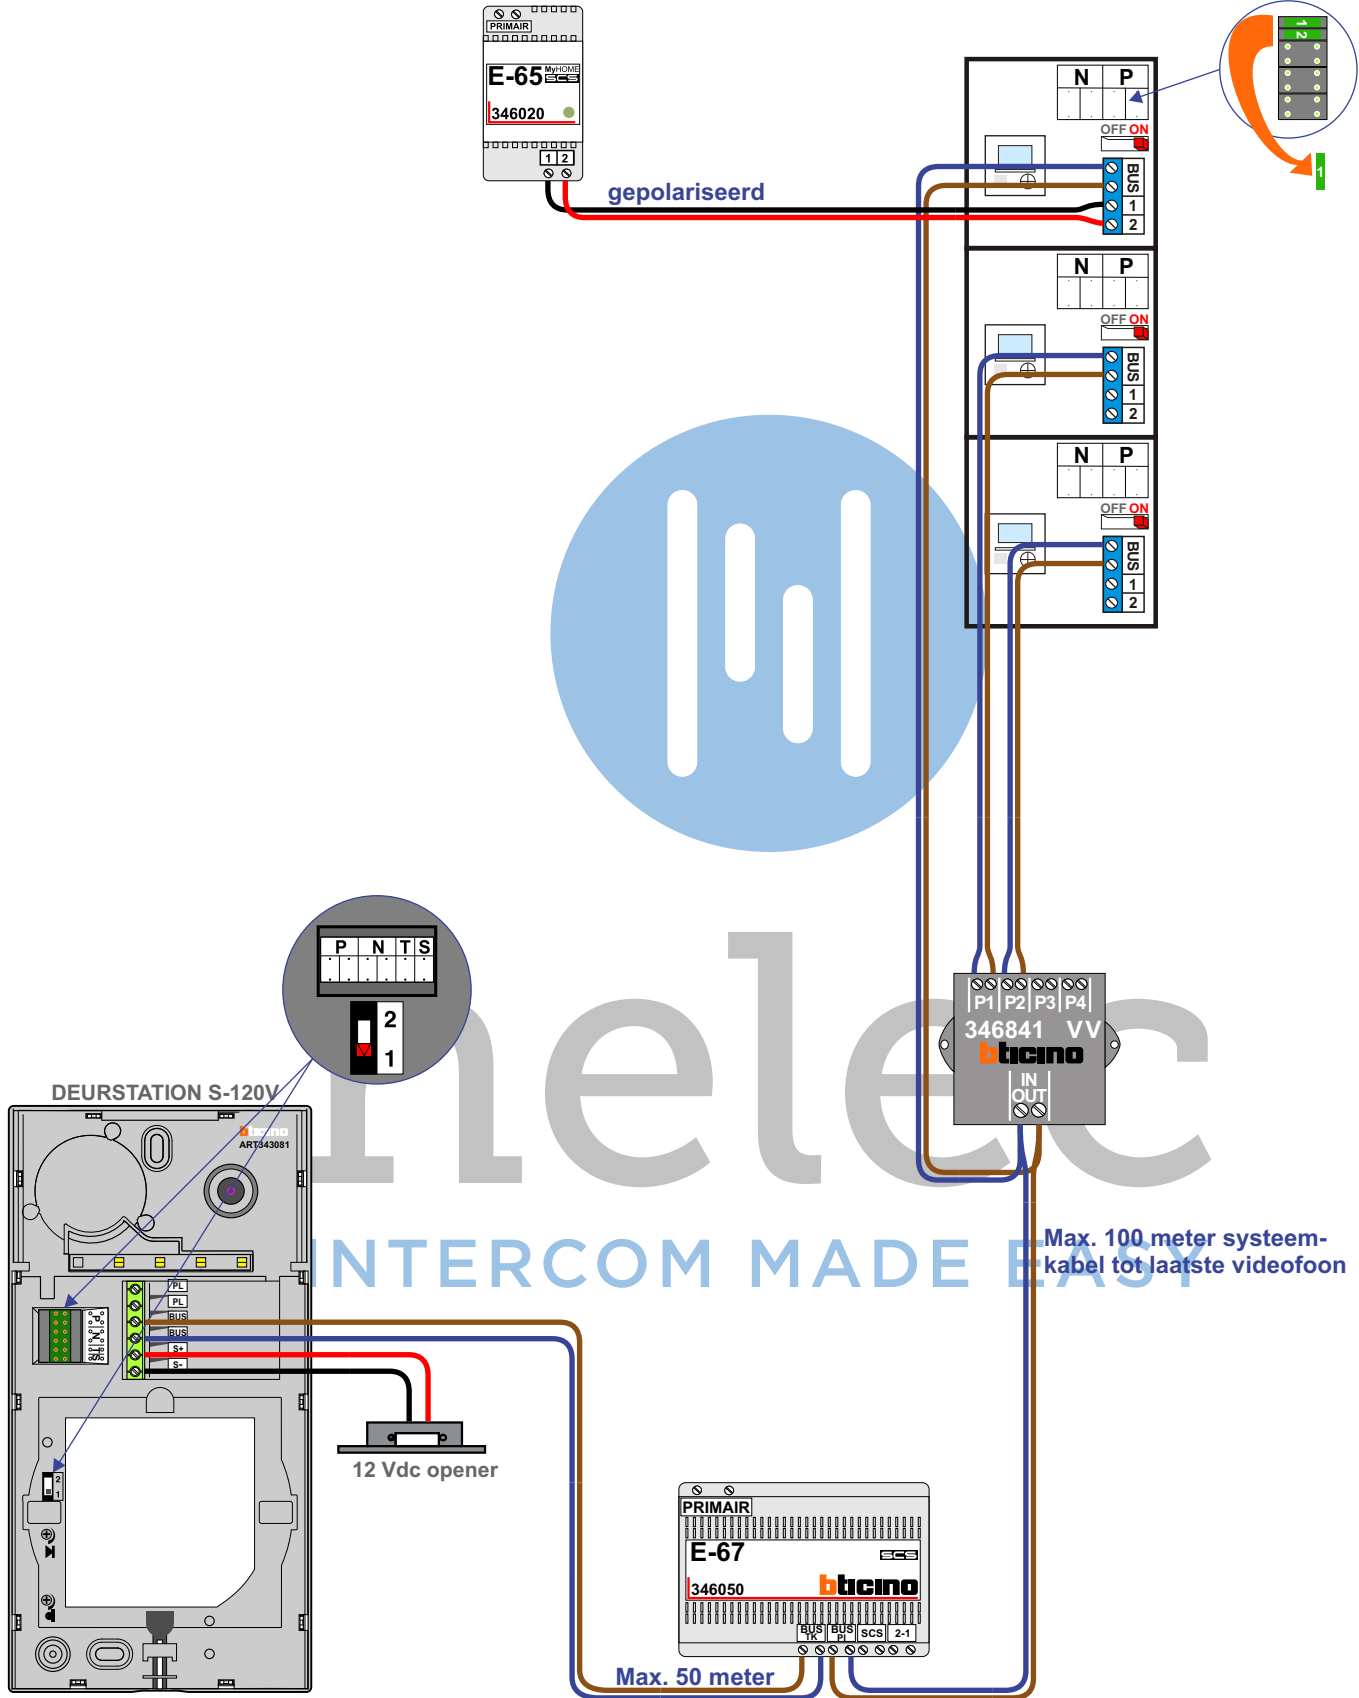 PRIMAIR
E-65 MyHOME SCS
346020
1 2
gepolariseerd
N P
OFF ON
BUS
1
2
1
2
1
N P
OFF ON
BUS
1
2
N P
OFF ON
BUS
1
2
P N T S
2
1
P1 P2 P3 P4
346841 VV
bticino
IN
OUT
nelec
INTERCOM MADE EASY
Max. 100 meter systeem-
kabel tot laatste videofoon
DEURSTATION S-120V
bticino
ART343081
PL
PL
BUS
BUS
S+
S-
P N T S
2
1
12 Vdc opener
PRIMAIR
E-67 SCS
346050 bticino
BUS TK BUS PI SCS 2-1
Max. 50 meter